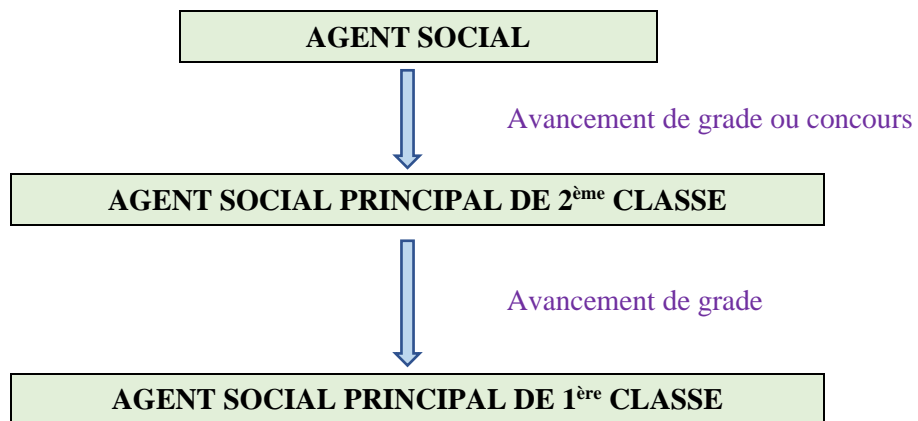 AGENT SOCIAL
Avancement de grade ou concours
AGENT SOCIAL PRINCIPAL DE 2ème CLASSE
Avancement de grade
AGENT SOCIAL PRINCIPAL DE 1ère CLASSE